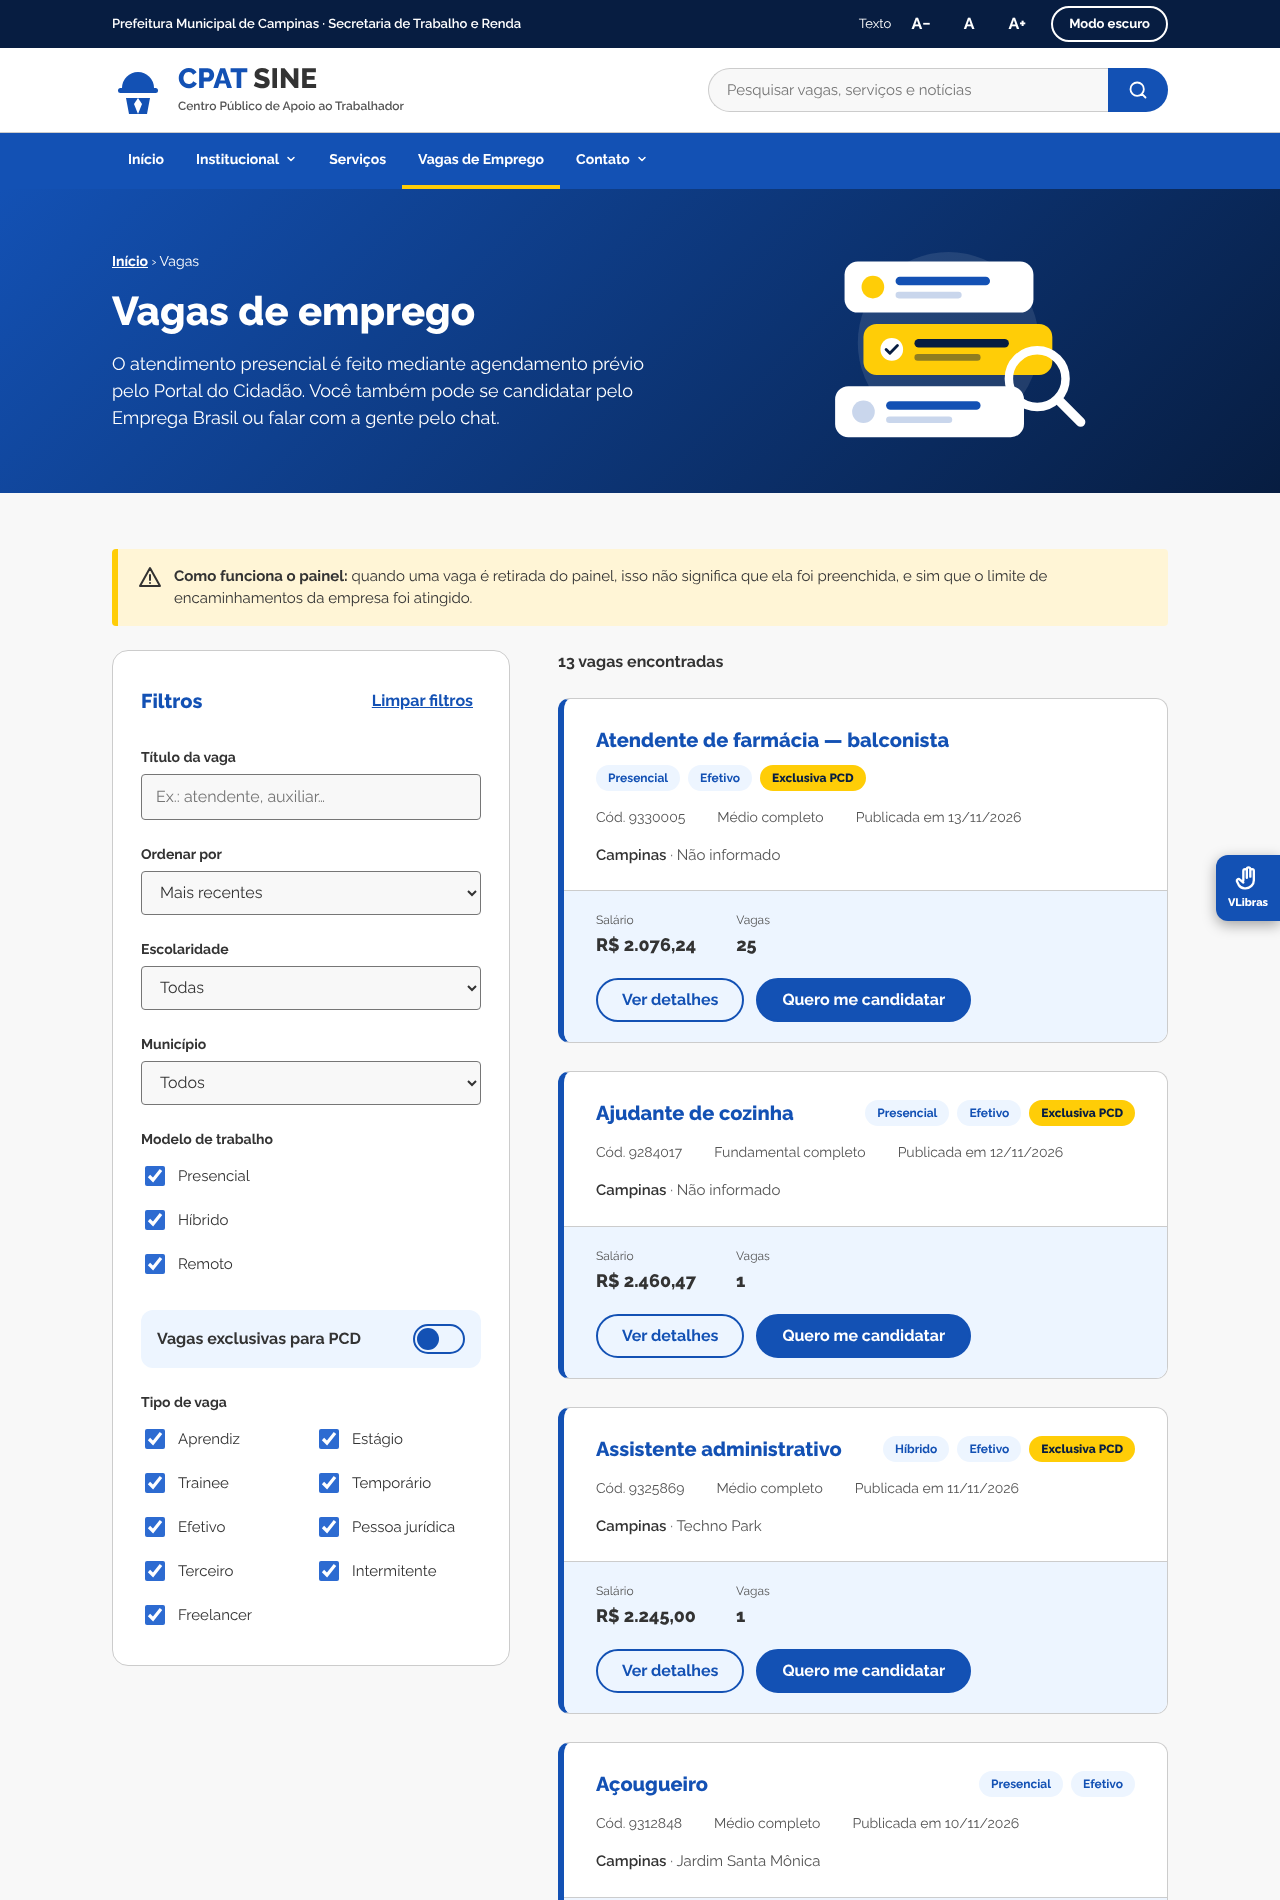 Prefeitura Municipal de Campinas · Secretaria de Trabalho e Renda
Texto A− A A+ Modo escuro
CPAT SINE
Centro Público de Apoio ao Trabalhador
Pesquisar vagas, serviços e notícias
Início Institucional Serviços Vagas de Emprego Contato
Início › Vagas
Vagas de emprego
O atendimento presencial é feito mediante agendamento prévio
pelo Portal do Cidadão. Você também pode se candidatar pelo
Emprega Brasil ou falar com a gente pelo chat.
Como funciona o painel: quando uma vaga é retirada do painel, isso não significa que ela foi preenchida, e sim que o limite de
encaminhamentos da empresa foi atingido.
Filtros Limpar filtros
Título da vaga
Ex.: atendente, auxiliar…
Ordenar por
Mais recentes
Escolaridade
Todas
Município
Todos
Modelo de trabalho
Presencial
Híbrido
Remoto
Vagas exclusivas para PCD
Tipo de vaga
Aprendiz Estágio
Trainee Temporário
Efetivo Pessoa jurídica
Terceiro Intermitente
Freelancer
13 vagas encontradas
Atendente de farmácia — balconista
Presencial Efetivo Exclusiva PCD
Cód. 9330005 Médio completo Publicada em 13/11/2026
Campinas · Não informado
Salário Vagas
R$ 2.076,24 25
Ver detalhes Quero me candidatar
Ajudante de cozinha Presencial Efetivo Exclusiva PCD
Cód. 9284017 Fundamental completo Publicada em 12/11/2026
Campinas · Não informado
Salário Vagas
R$ 2.460,47 1
Ver detalhes Quero me candidatar
Assistente administrativo Híbrido Efetivo Exclusiva PCD
Cód. 9325869 Médio completo Publicada em 11/11/2026
Campinas · Techno Park
Salário Vagas
R$ 2.245,00 1
Ver detalhes Quero me candidatar
Açougueiro Presencial Efetivo
Cód. 9312848 Médio completo Publicada em 10/11/2026
Campinas · Jardim Santa Mônica
VLibras